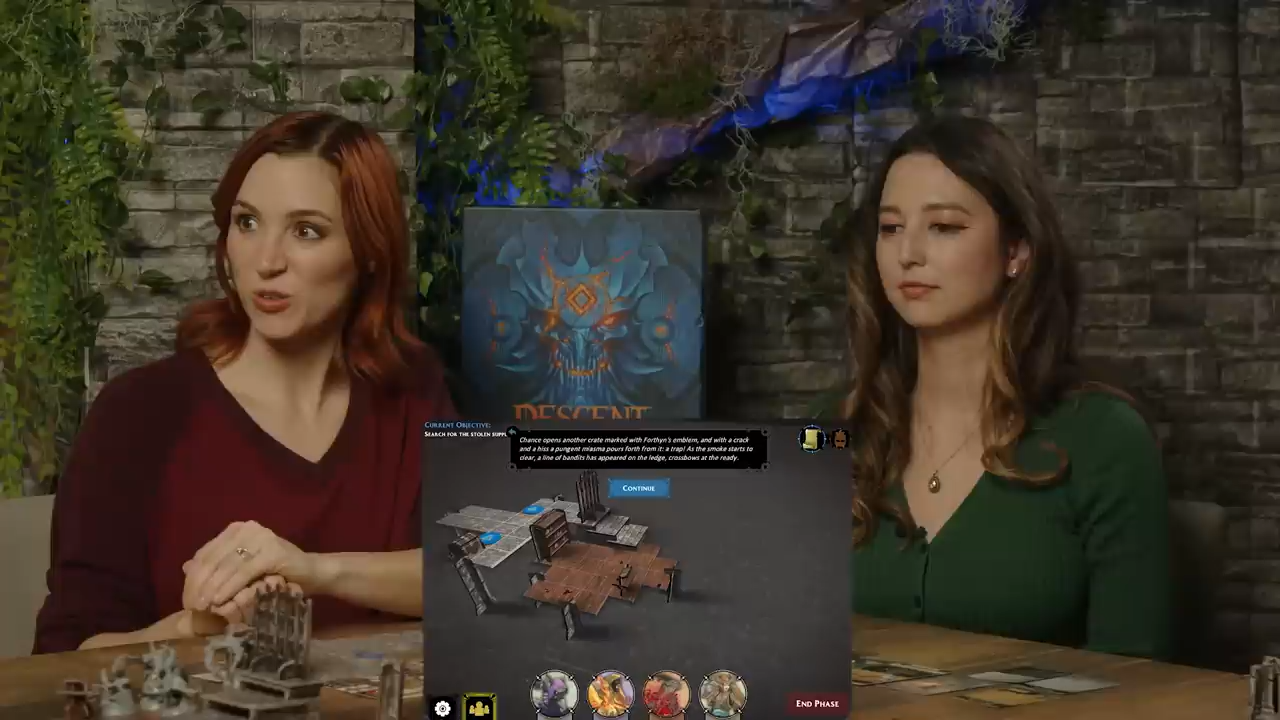 DESCENT
CURRENT OBJECTIVE:
SEARCH FOR THE STOLEN
Chance opens another crate marked with Forthyn's emblem, and with a crack
and a hiss a pungent miasma pours forth from it: a trap! As the smoke starts to
clear, a line of bandits has appeared on the ledge, crossbows at the ready.
CONTINUE
END PHASE